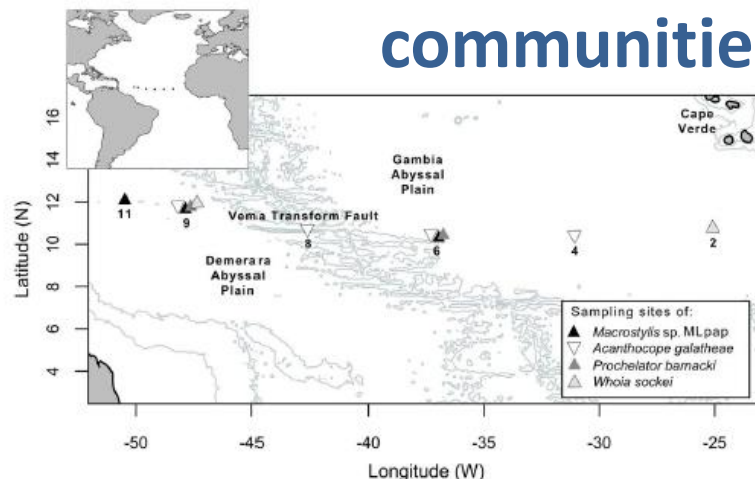 communitie
Cape
Verde
Gambia
Abyssal
Plain
Vema Transform Fault
Demerara
Abyssal
Plain
11
9
8
6
4
2
Sampling sites of:
Macrostylis sp. MLpap
Acanthocope galatheae
Prochelator barnacki
Whoia sockei
Latitude (N)
16
14
12
10
8
6
4
-50
-45
-40
-35
-30
-25
Longitude (W)